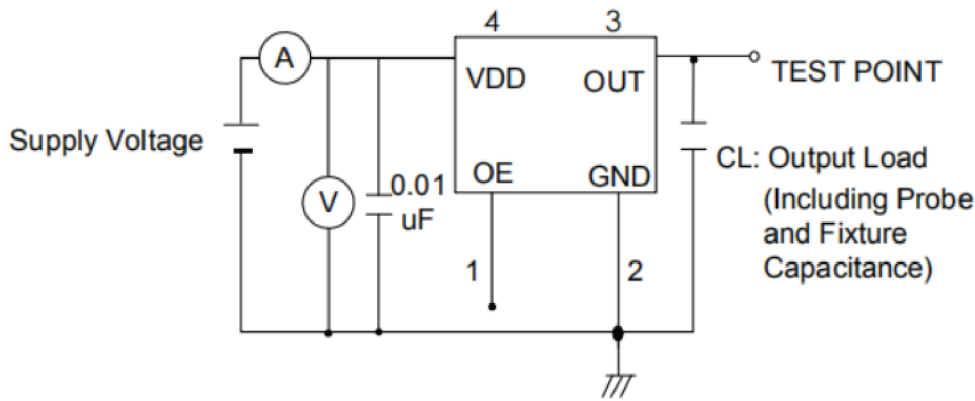 4 3
A
VDD OUT
TEST POINT
Supply Voltage
V
0.01
uF
OE GND
CL: Output Load
(Including Probe
and Fixture
Capacitance)
1 2